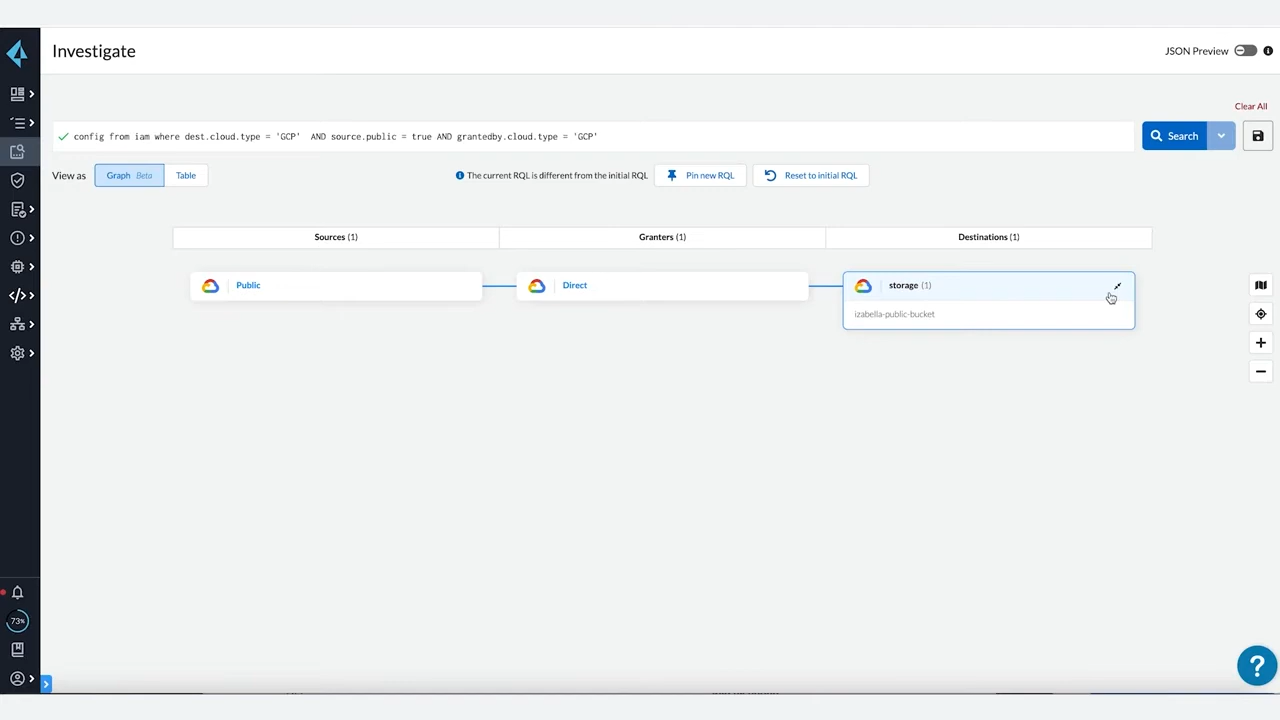 Investigate
JSON Preview
Clear All
config from iam where dest.cloud.type = 'GCP'  AND source.public = true AND grantedby.cloud.type = 'GCP'
Search
View as
Graph Beta
Table
The current RQL is different from the initial RQL
Pin new RQL
Reset to initial RQL
Sources (1)
Granters (1)
Destinations (1)
Public
Direct
storage (1)
izabella-public-bucket
73%
?